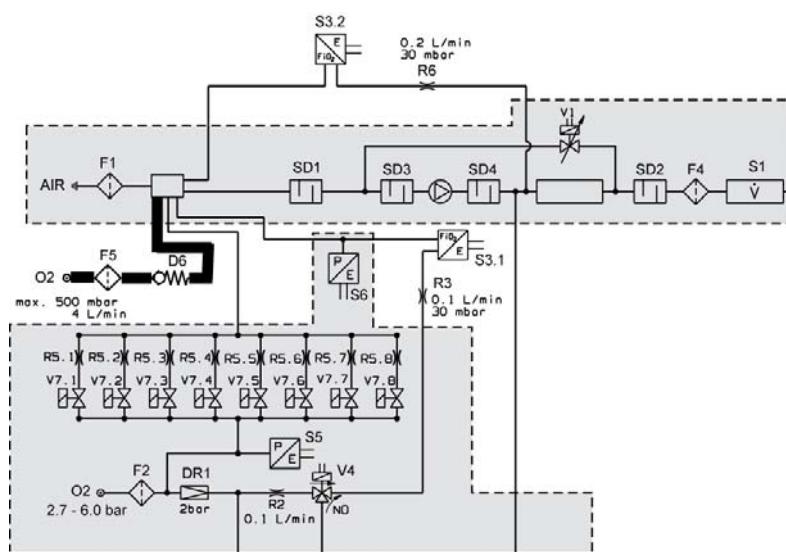 S3.2
E
FiO2
0.2 L/min
30 mbar
R6
V1
F1
SD1
SD3
SD4
SD2
F4
S1
AIR
V
FiO2
E
S3.1
F5
D6
P
E
S6
O2
R3
0.1 L/min
30 mbar
max. 500 mbar
4 L/min
R5.1 R5.2 R5.3 R5.4 R5.5 R5.6 R5.7 R5.8
V7.1 V7.2 V7.3 V7.4 V7.5 V7.6 V7.7 V7.8
S5
P
E
F2
DR1
V4
O2
2.7 - 6.0 bar
2bar
R2
0.1 L/min
NO